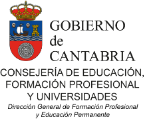 GOBIERNO
de
CANTABRIA
CONSEJERÍA DE EDUCACIÓN,
FORMACIÓN PROFESIONAL
Y UNIVERSIDADES
Dirección General de Formación Profesional
y Educación Permanente